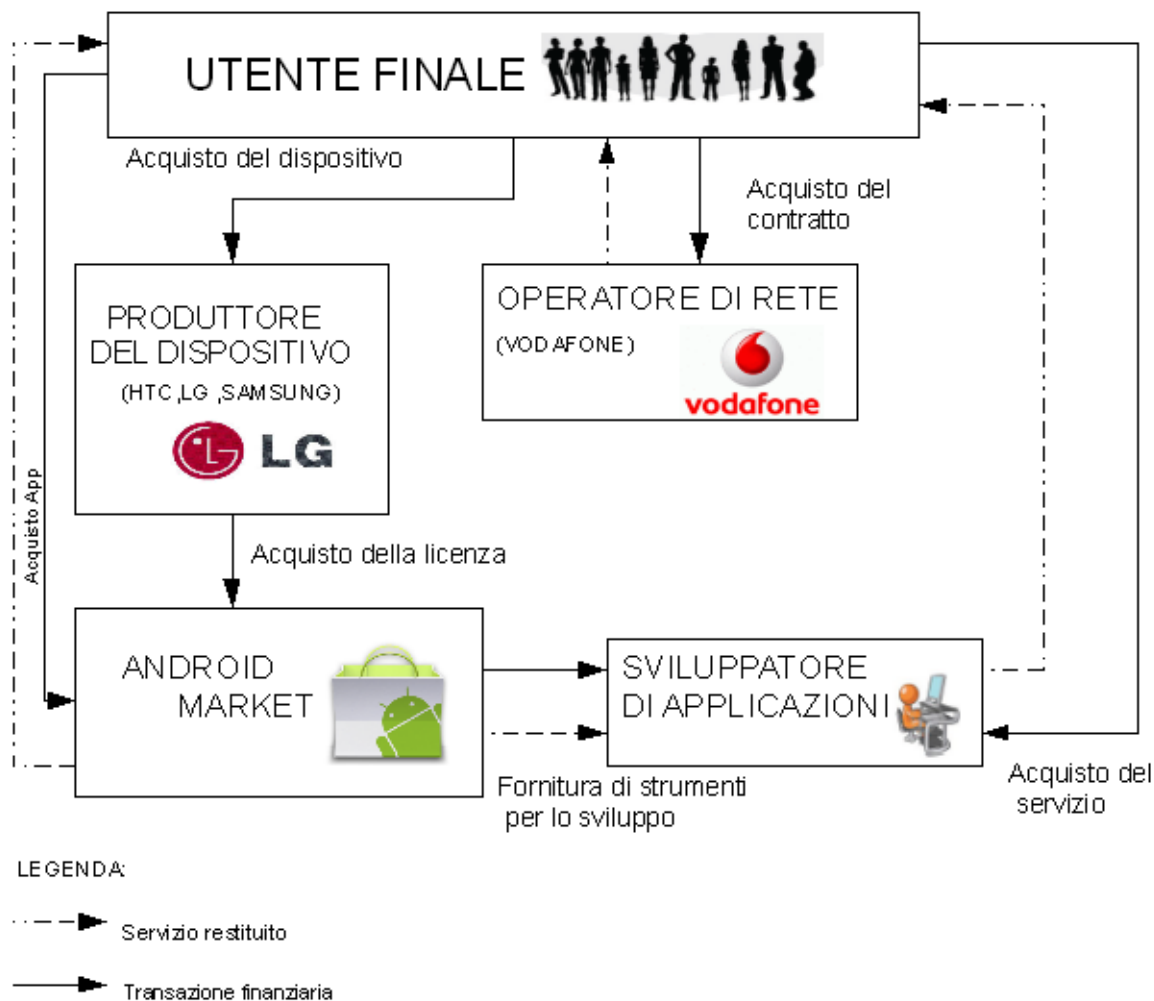 UTENTE FINALE
Acquisto del dispositivo
Acquisto del
contratto
PRODUTTORE
DEL DISPOSITIVO
(HTC,LG,SAMSUNG)
LG
OPERATORE DI RETE
(VODAFONE)
vodafone
Acquisto App
Acquisto della licenza
ANDROID
MARKET
SVILUPPATORE
DI APPLICAZIONI
Fornitura di strumenti
per lo sviluppo
Acquisto del
servizio
LEGENDA:
Servizio restituito
Transazione finanziaria